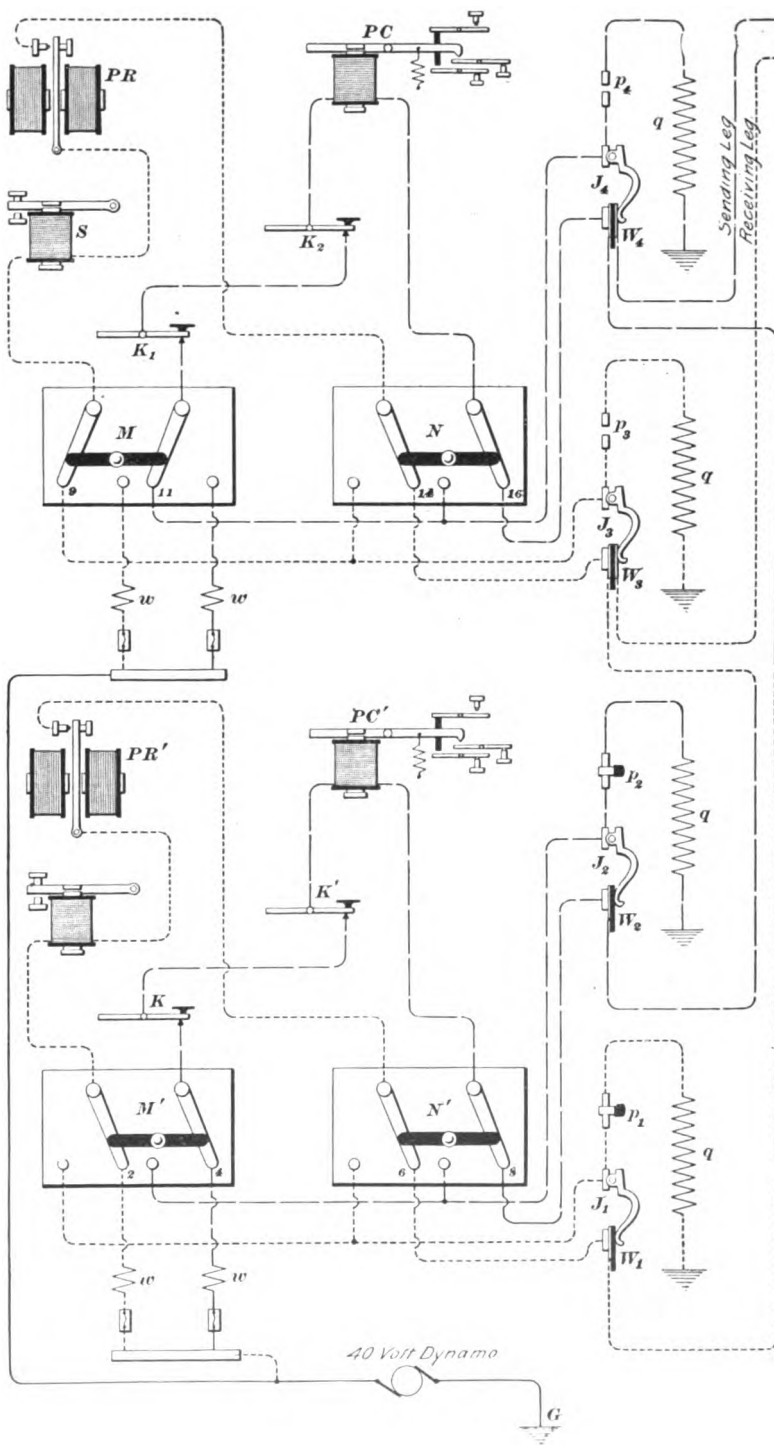 PR
PC
p4
q
J4
Sending Leg
Receiving Leg
S
K2
W4
K1
M
N
p3
q
9
11
14
16
J3
W3
w
w
PR'
PC'
p2
q
J2
K'
W2
K
M'
N'
p1
q
2
4
6
8
J1
W1
w
w
40 Volt Dynamo
G